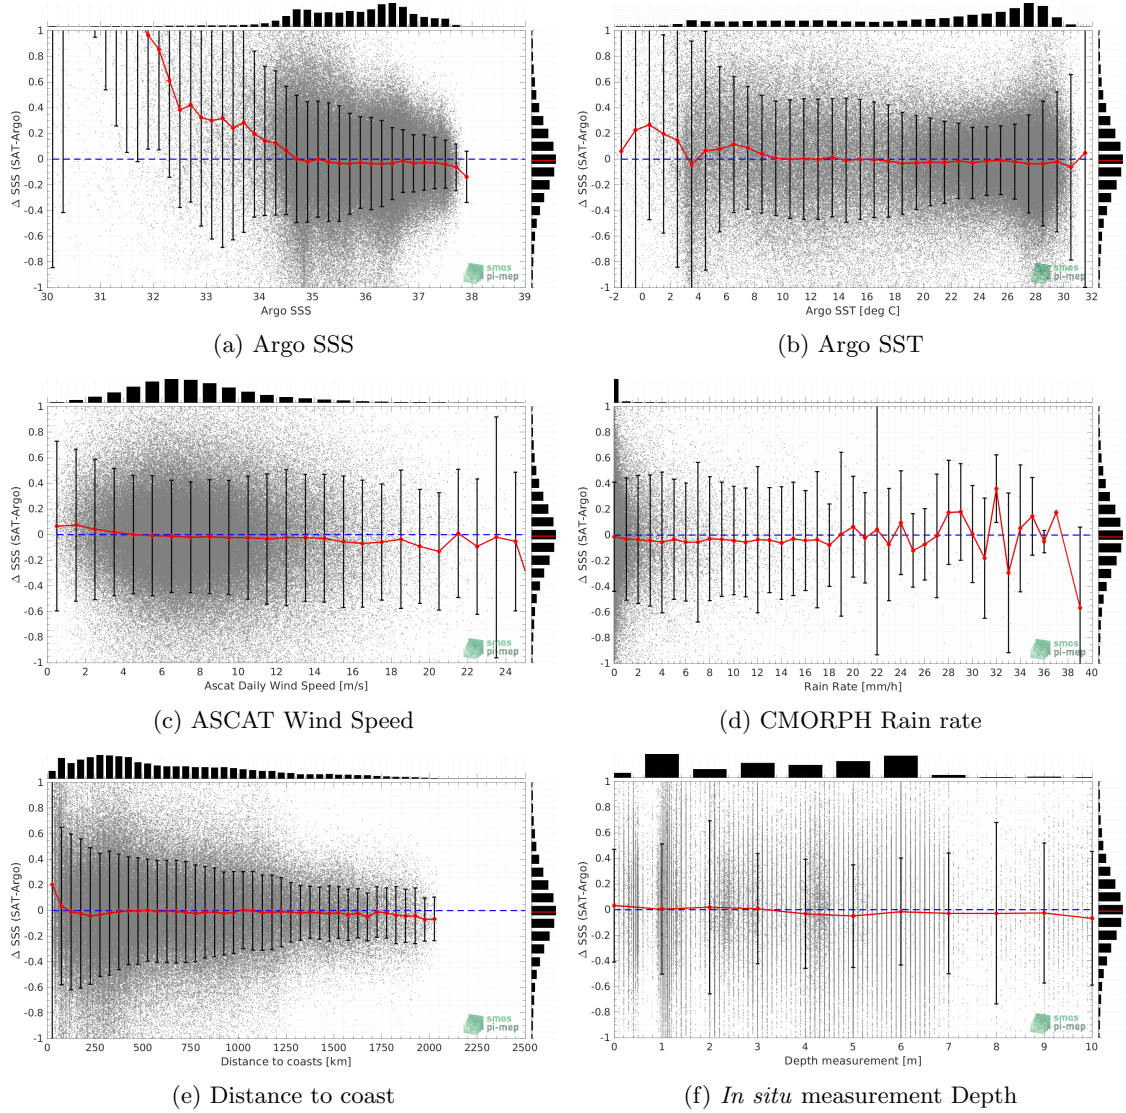 1
0.8
0.6
0.4
0.2
0
-0.2
-0.4
-0.6
-0.8
-1
Δ SSS (SAT-Argo)
30 31 32 33 34 35 36 37 38 39
Argo SSS
smos
pi-mep
(a) Argo SSS
1
0.8
0.6
0.4
0.2
0
-0.2
-0.4
-0.6
-0.8
-1
Δ SSS (SAT-Argo)
-2 0 2 4 6 8 10 12 14 16 18 20 22 24 26 28 30 32
Argo SST [deg C]
smos
pi-mep
(b) Argo SST
1
0.8
0.6
0.4
0.2
0
-0.2
-0.4
-0.6
-0.8
-1
Δ SSS (SAT-Argo)
0 2 4 6 8 10 12 14 16 18 20 22 24
Ascat Daily Wind Speed [m/s]
smos
pi-mep
(c) ASCAT Wind Speed
1
0.8
0.6
0.4
0.2
0
-0.2
-0.4
-0.6
-0.8
-1
Δ SSS (SAT-Argo)
0 2 4 6 8 10 12 14 16 18 20 22 24 26 28 30 32 34 36 38 40
Rain Rate [mm/h]
smos
pi-mep
(d) CMORPH Rain rate
1
0.8
0.6
0.4
0.2
0
-0.2
-0.4
-0.6
-0.8
-1
Δ SSS (SAT-Argo)
0 250 500 750 1000 1250 1500 1750 2000 2250 2500
Distance to coasts [km]
smos
pi-mep
(e) Distance to coast
1
0.8
0.6
0.4
0.2
0
-0.2
-0.4
-0.6
-0.8
-1
Δ SSS (SAT-Argo)
0 1 2 3 4 5 6 7 8 9 10
Depth measurement [m]
smos
pi-mep
(f) In situ measurement Depth